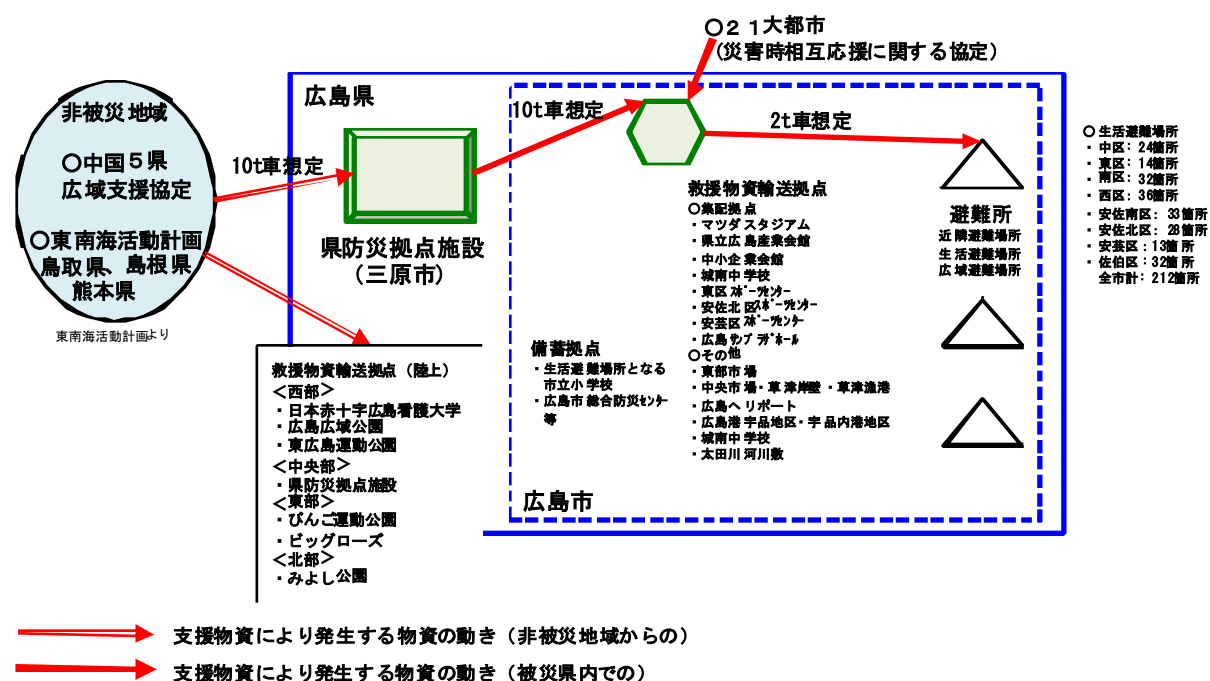 ○21大都市
(災害時相互応援に関する協定)
非被災地域
○中国5県
広域支援協定
○東南海活動計画
鳥取県、島根県
熊本県
東南海活動計画より
10t車想定
広島県
県防災拠点施設
(三原市)
10t車想定
2t車想定
救援物資輸送拠点（陸上）
＜西部＞
・日本赤十字広島看護大学
・広島広域公園
・東広島運動公園
＜中央部＞
・県防災拠点施設
＜東部＞
・びんご運動公園
・ビッグローズ
＜北部＞
・みよし公園
備蓄拠点
・生活避難場所となる
市立小学校
・広島市総合防災センター
等
救援物資輸送拠点
○集配拠点
・マツダスタジアム
・県立広島産業会館
・中小企業会館
・城南中学校
・東区スポーツセンター
・安佐北区スポーツセンター
・安芸区スポーツセンター
・広島サンプラザホール
○その他
・東部市場
・中央市場・草津岸壁・草津漁港
・広島ヘリポート
・広島港宇品地区・宇品内港地区
・城南中学校
・太田川河川敷
広島市
避難所
近隣避難場所
生活避難場所
広域避難場所
○生活避難場所
・中区：24箇所
・東区：14箇所
・南区：32箇所
・西区：36箇所
・安佐南区：33箇所
・安佐北区：28箇所
・安芸区：13箇所
・佐伯区：32箇所
全市計：212箇所
支援物資により発生する物資の動き（非被災地域からの）
支援物資により発生する物資の動き（被災県内での）